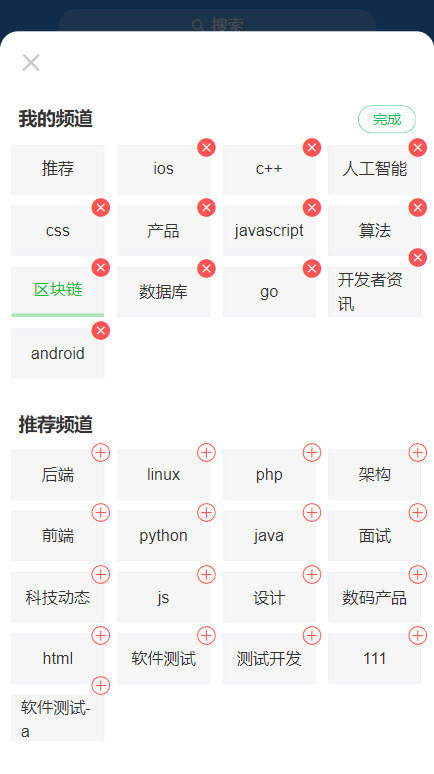 搜索
我的频道
完成
推荐
ios
c++
人工智能
css
产品
javascript
算法
区块链
数据库
go
开发者资
讯
android
推荐频道
后端
linux
php
架构
前端
python
java
面试
科技动态
js
设计
数码产品
html
软件测试
测试开发
111
软件测试-
a